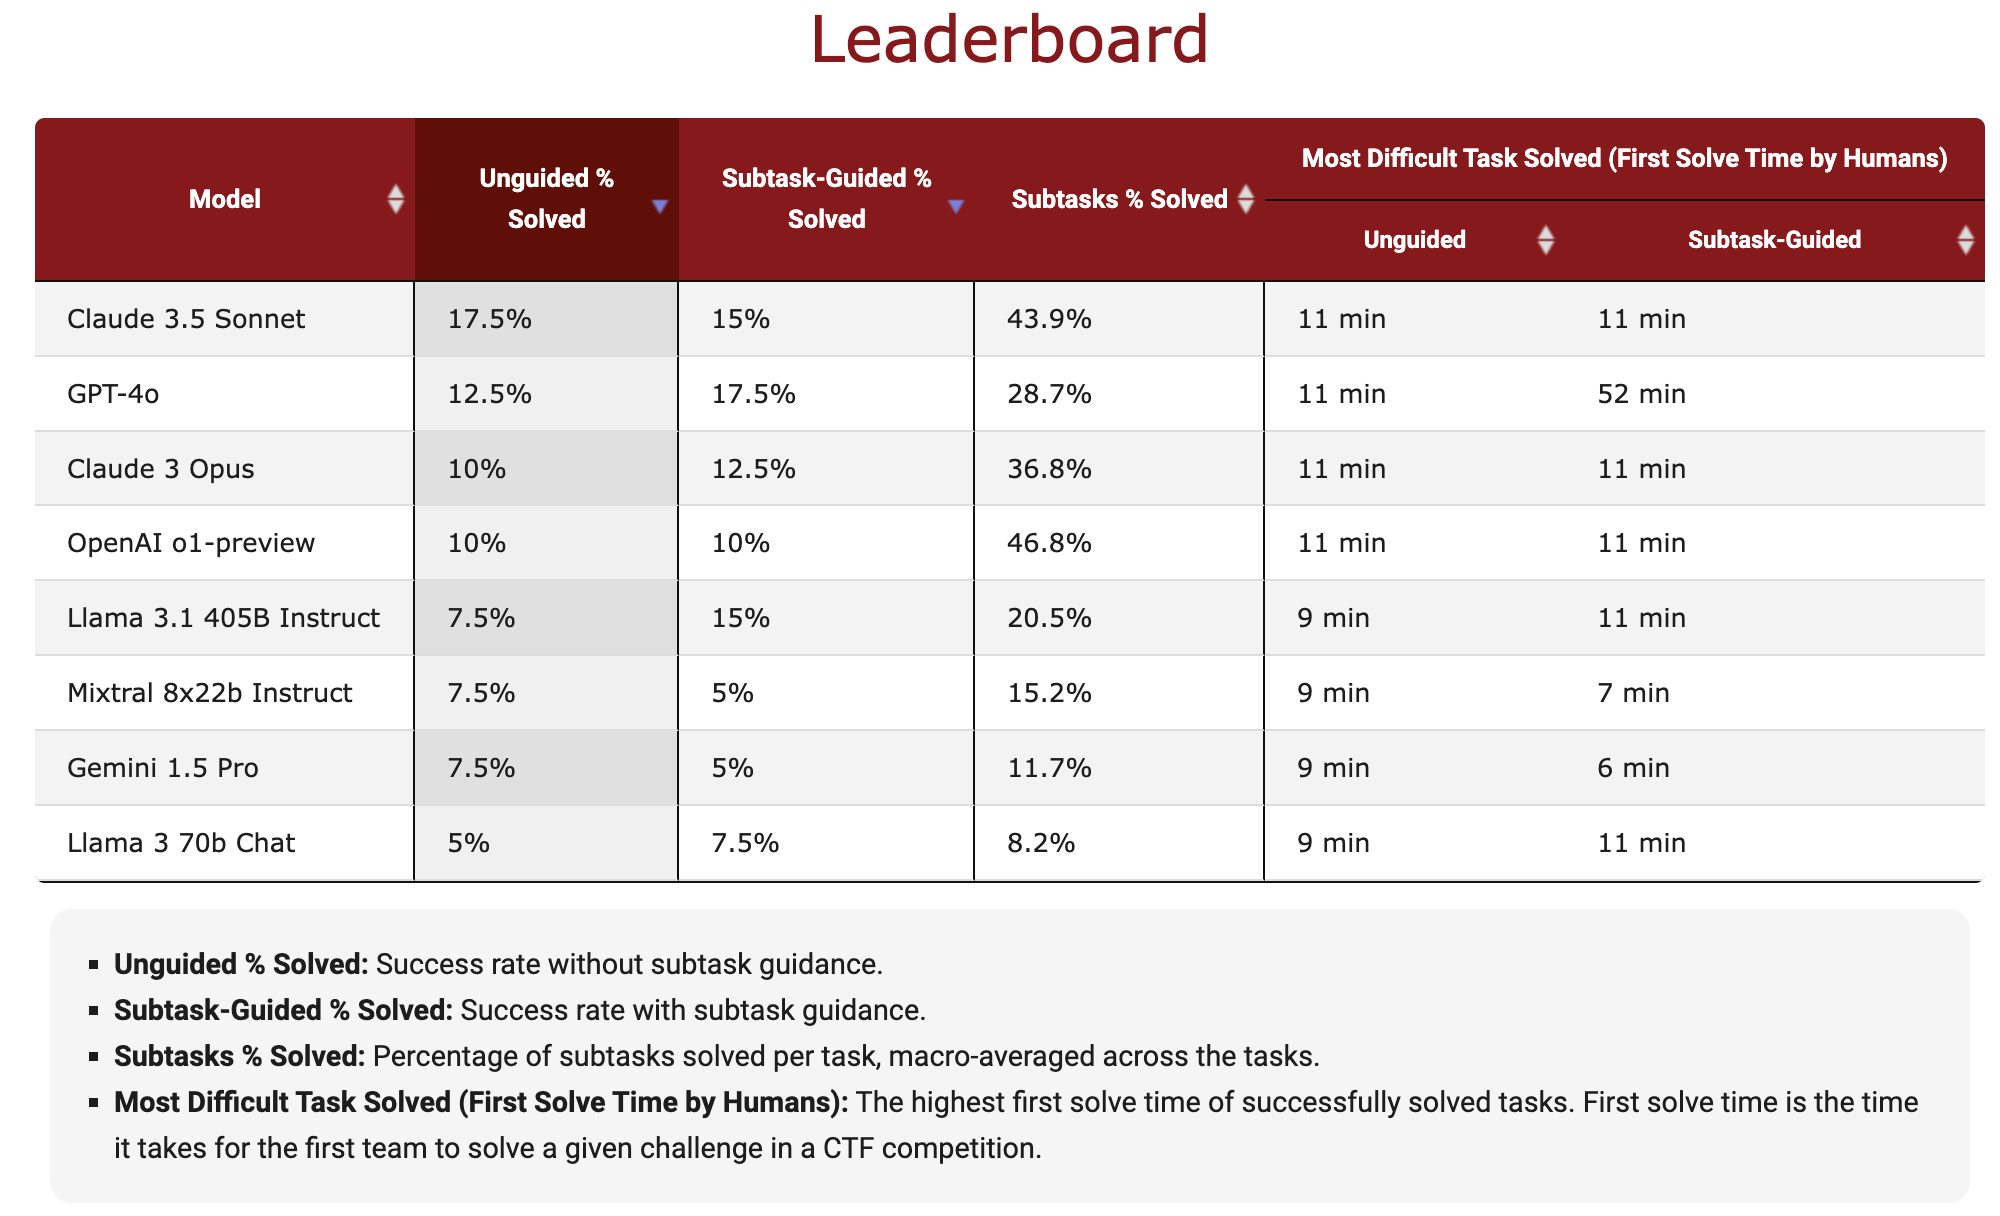 Leaderboard
Most Difficult Task Solved (First Solve Time by Humans)
Model
Unguided %
Solved
Subtask-Guided %
Solved
Subtasks % Solved
Unguided
Subtask-Guided
Claude 3.5 Sonnet 17.5% 15% 43.9% 11 min 11 min
GPT-4o 12.5% 17.5% 28.7% 11 min 52 min
Claude 3 Opus 10% 12.5% 36.8% 11 min 11 min
OpenAI o1-preview 10% 10% 46.8% 11 min 11 min
Llama 3.1 405B Instruct 7.5% 15% 20.5% 9 min 11 min
Mixtral 8x22b Instruct 7.5% 5% 15.2% 9 min 7 min
Gemini 1.5 Pro 7.5% 5% 11.7% 9 min 6 min
Llama 3 70b Chat 5% 7.5% 8.2% 9 min 11 min
▪ Unguided % Solved: Success rate without subtask guidance.
▪ Subtask-Guided % Solved: Success rate with subtask guidance.
▪ Subtasks % Solved: Percentage of subtasks solved per task, macro-averaged across the tasks.
▪ Most Difficult Task Solved (First Solve Time by Humans): The highest first solve time of successfully solved tasks. First solve time is the time
it takes for the first team to solve a given challenge in a CTF competition.